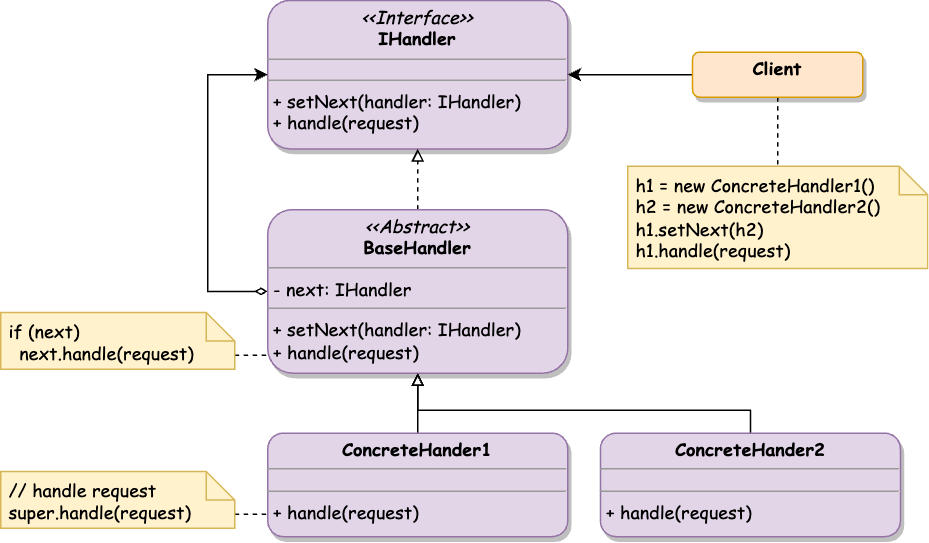 <<Interface>>
IHandler
+ setNext(handler: IHandler)
+ handle(request)
Client
h1 = new ConcreteHandler1()
h2 = new ConcreteHandler2()
h1.setNext(h2)
h1.handle(request)
<<Abstract>>
BaseHandler
- next: IHandler
+ setNext(handler: IHandler)
+ handle(request)
if (next)
next.handle(request)
ConcreteHander1
+ handle(request)
// handle request
super.handle(request)
ConcreteHander2
+ handle(request)